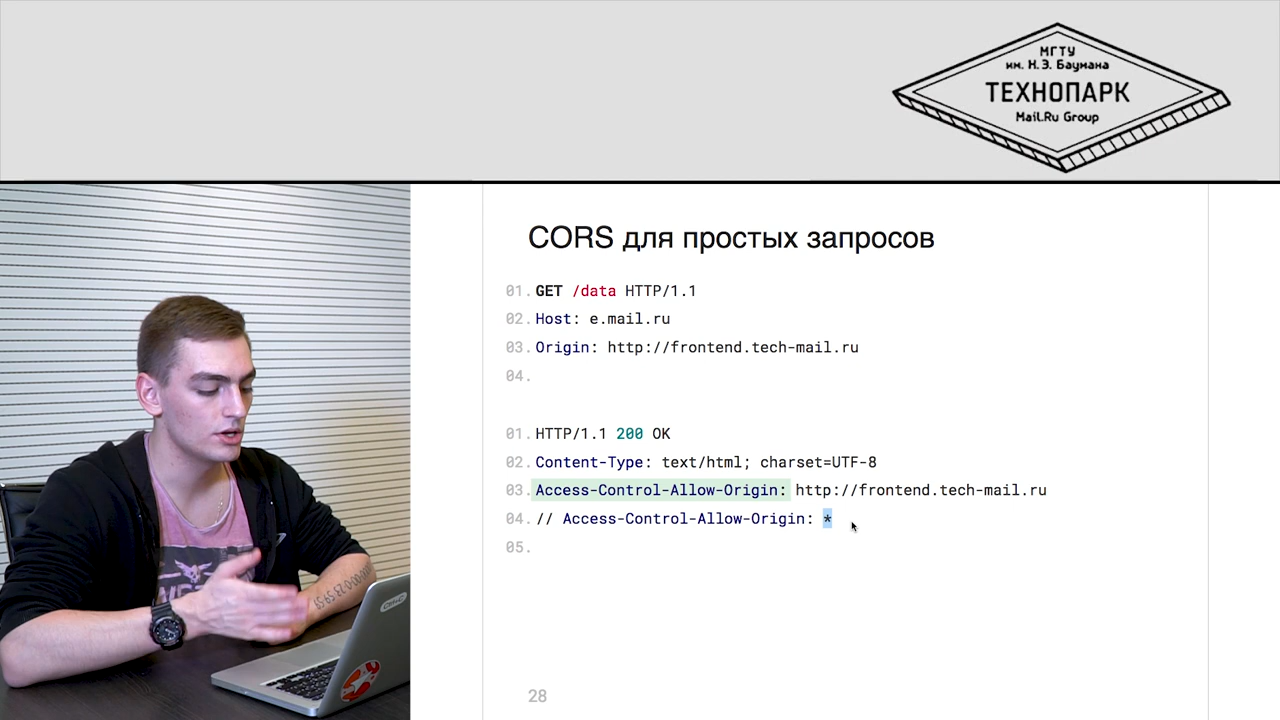 МГТУ
им. Н.Э. Баумана
ТЕХНОПАРК
Mail.Ru Group
CORS для простых запросов
01. GET /data HTTP/1.1
02. Host: e.mail.ru
03. Origin: http://frontend.tech-mail.ru
04.
01. HTTP/1.1 200 OK
02. Content-Type: text/html; charset=UTF-8
03. Access-Control-Allow-Origin: http://frontend.tech-mail.ru
04. // Access-Control-Allow-Origin: *
05.
28